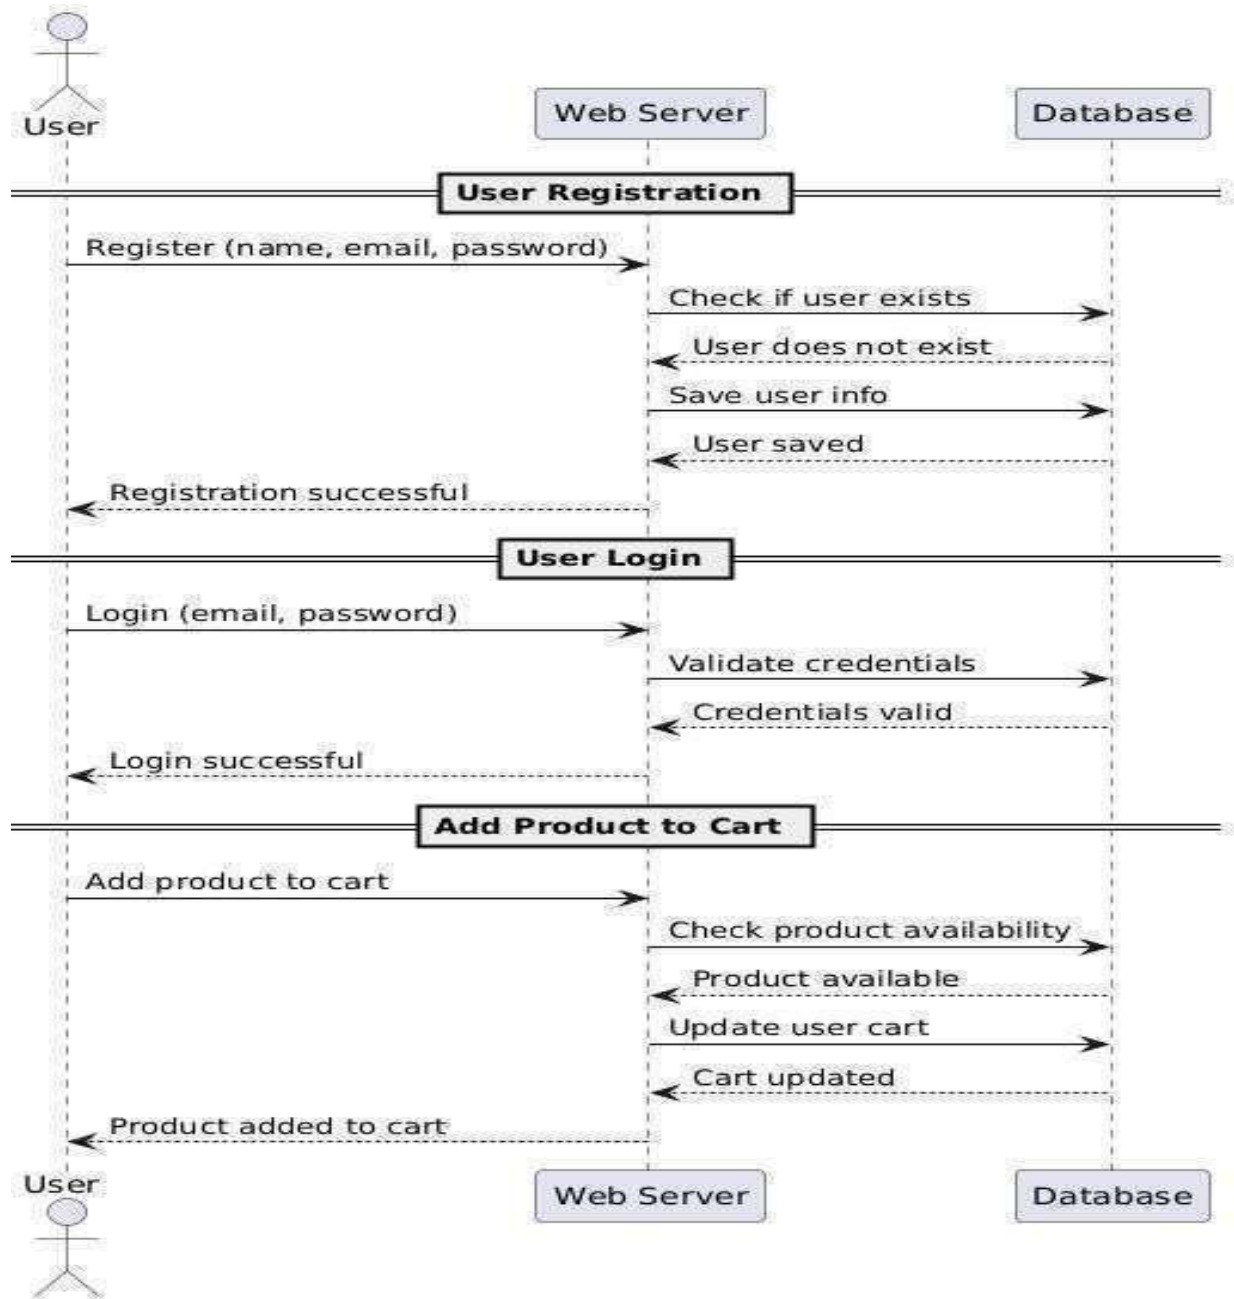 User
Web Server
Database
User Registration
Register (name, email, password)
Check if user exists
User does not exist
Save user info
User saved
Registration successful
User Login
Login (email, password)
Validate credentials
Credentials valid
Login successful
Add Product to Cart
Add product to cart
Check product availability
Product available
Update user cart
Cart updated
Product added to cart
User
Web Server
Database